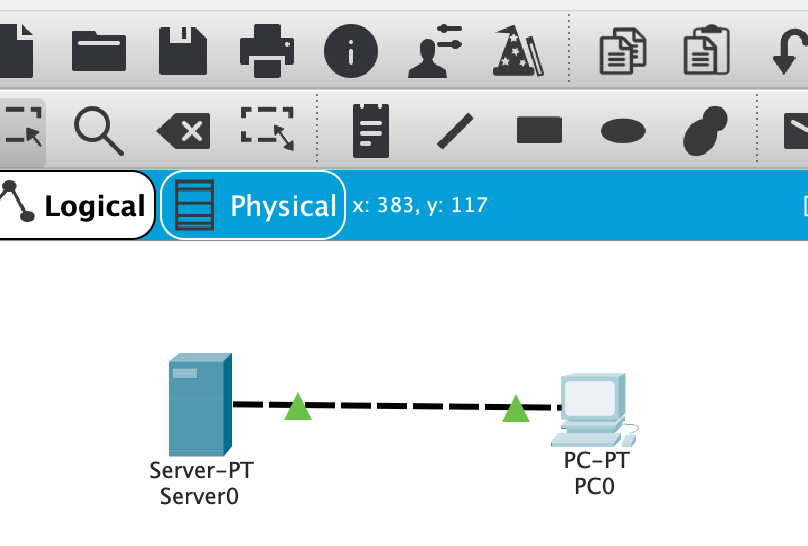 Logical
Physical
x: 383, y: 117
Server-PT
Server0
PC-PT
PC0